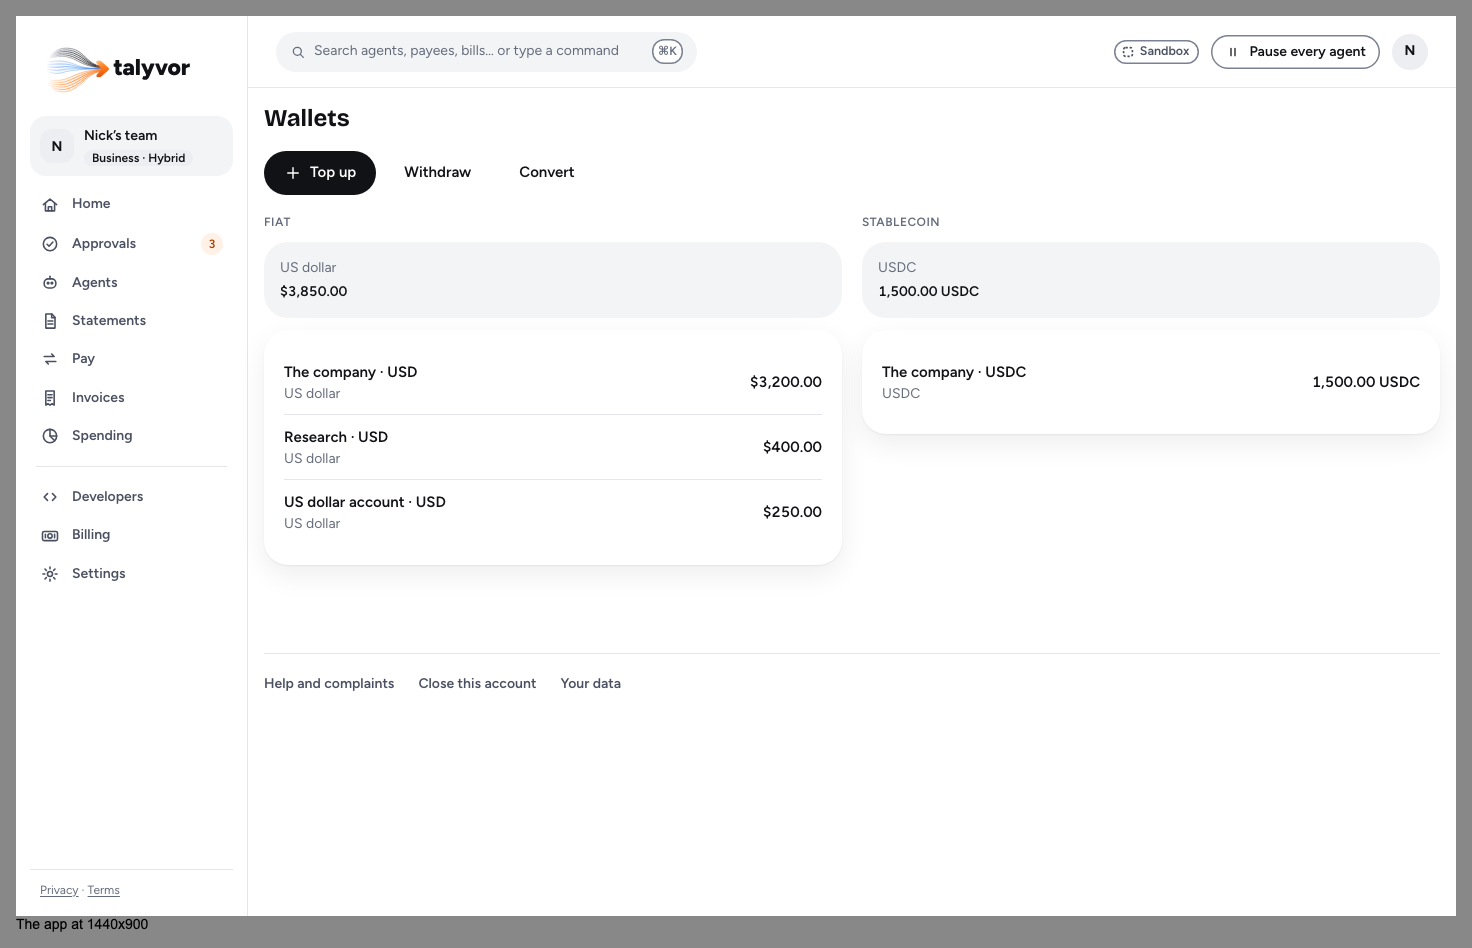 talyvor
N
Nick’s team
Business · Hybrid
Home
Approvals
3
Agents
Statements
Pay
Invoices
Spending
Developers
Billing
Settings
Privacy · Terms
Search agents, payees, bills... or type a command
⌘K
Sandbox
Pause every agent
N
Wallets
Top up
Withdraw
Convert
FIAT
US dollar
$3,850.00
The company · USD
US dollar
$3,200.00
Research · USD
US dollar
$400.00
US dollar account · USD
US dollar
$250.00
STABLECOIN
USDC
1,500.00 USDC
The company · USDC
USDC
1,500.00 USDC
Help and complaints
Close this account
Your data
The app at 1440x900